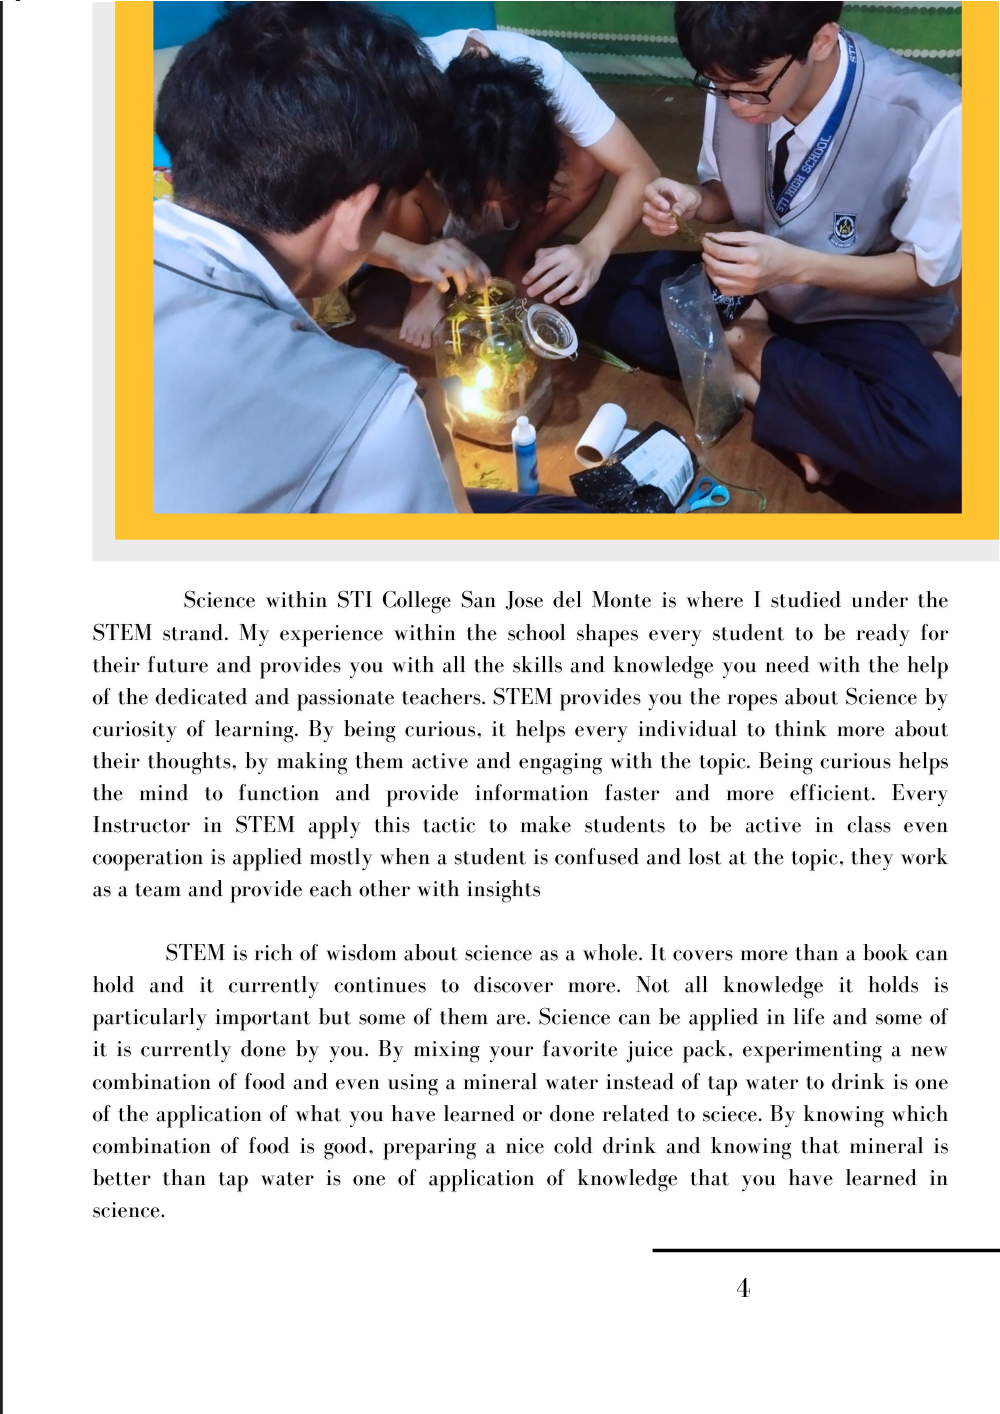 STI
STI HIGH SCHOOL
Science within STI College San Jose del Monte is where I studied under the
STEM strand. My experience within the school shapes every student to be ready for
their future and provides you with all the skills and knowledge you need with the help
of the dedicated and passionate teachers. STEM provides you the ropes about Science by
curiosity of learning. By being curious, it helps every individual to think more about
their thoughts, by making them active and engaging with the topic. Being curious helps
the mind to function and provide information faster and more efficient. Every
Instructor in STEM apply this tactic to make students to be active in class even
cooperation is applied mostly when a student is confused and lost at the topic, they work
as a team and provide each other with insights
STEM is rich of wisdom about science as a whole. It covers more than a book can
hold and it currently continues to discover more. Not all knowledge it holds is
particularly important but some of them are. Science can be applied in life and some of
it is currently done by you. By mixing your favorite juice pack, experimenting a new
combination of food and even using a mineral water instead of tap water to drink is one
of the application of what you have learned or done related to sciece. By knowing which
combination of food is good, preparing a nice cold drink and knowing that mineral is
better than tap water is one of application of knowledge that you have learned in
science.
4